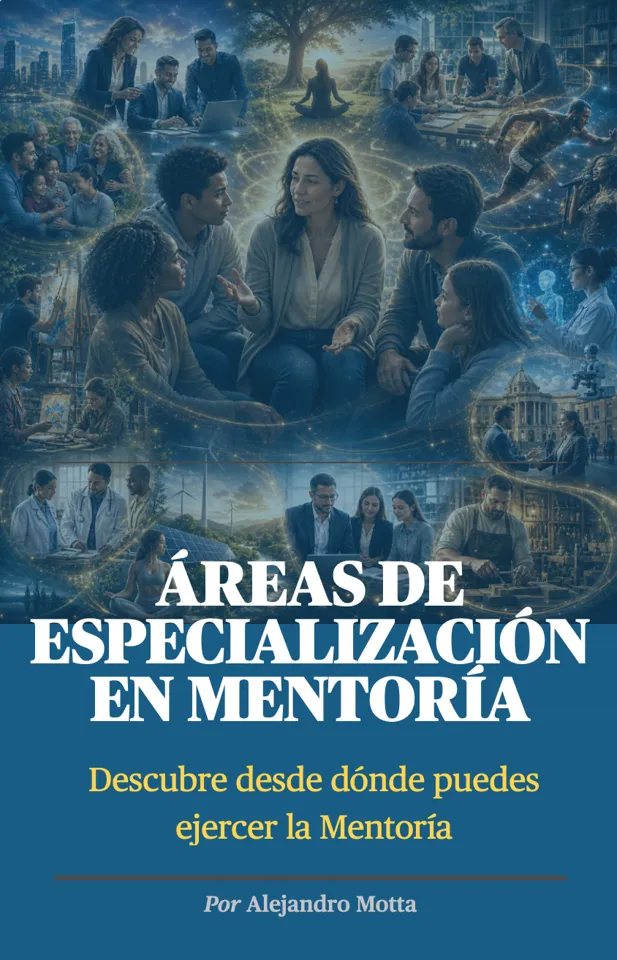 ÁREAS DE
ESPECIALIZACIÓN
EN MENTORÍA
Descubre desde dónde puedes
ejercer la Mentoría
Por Alejandro Motta